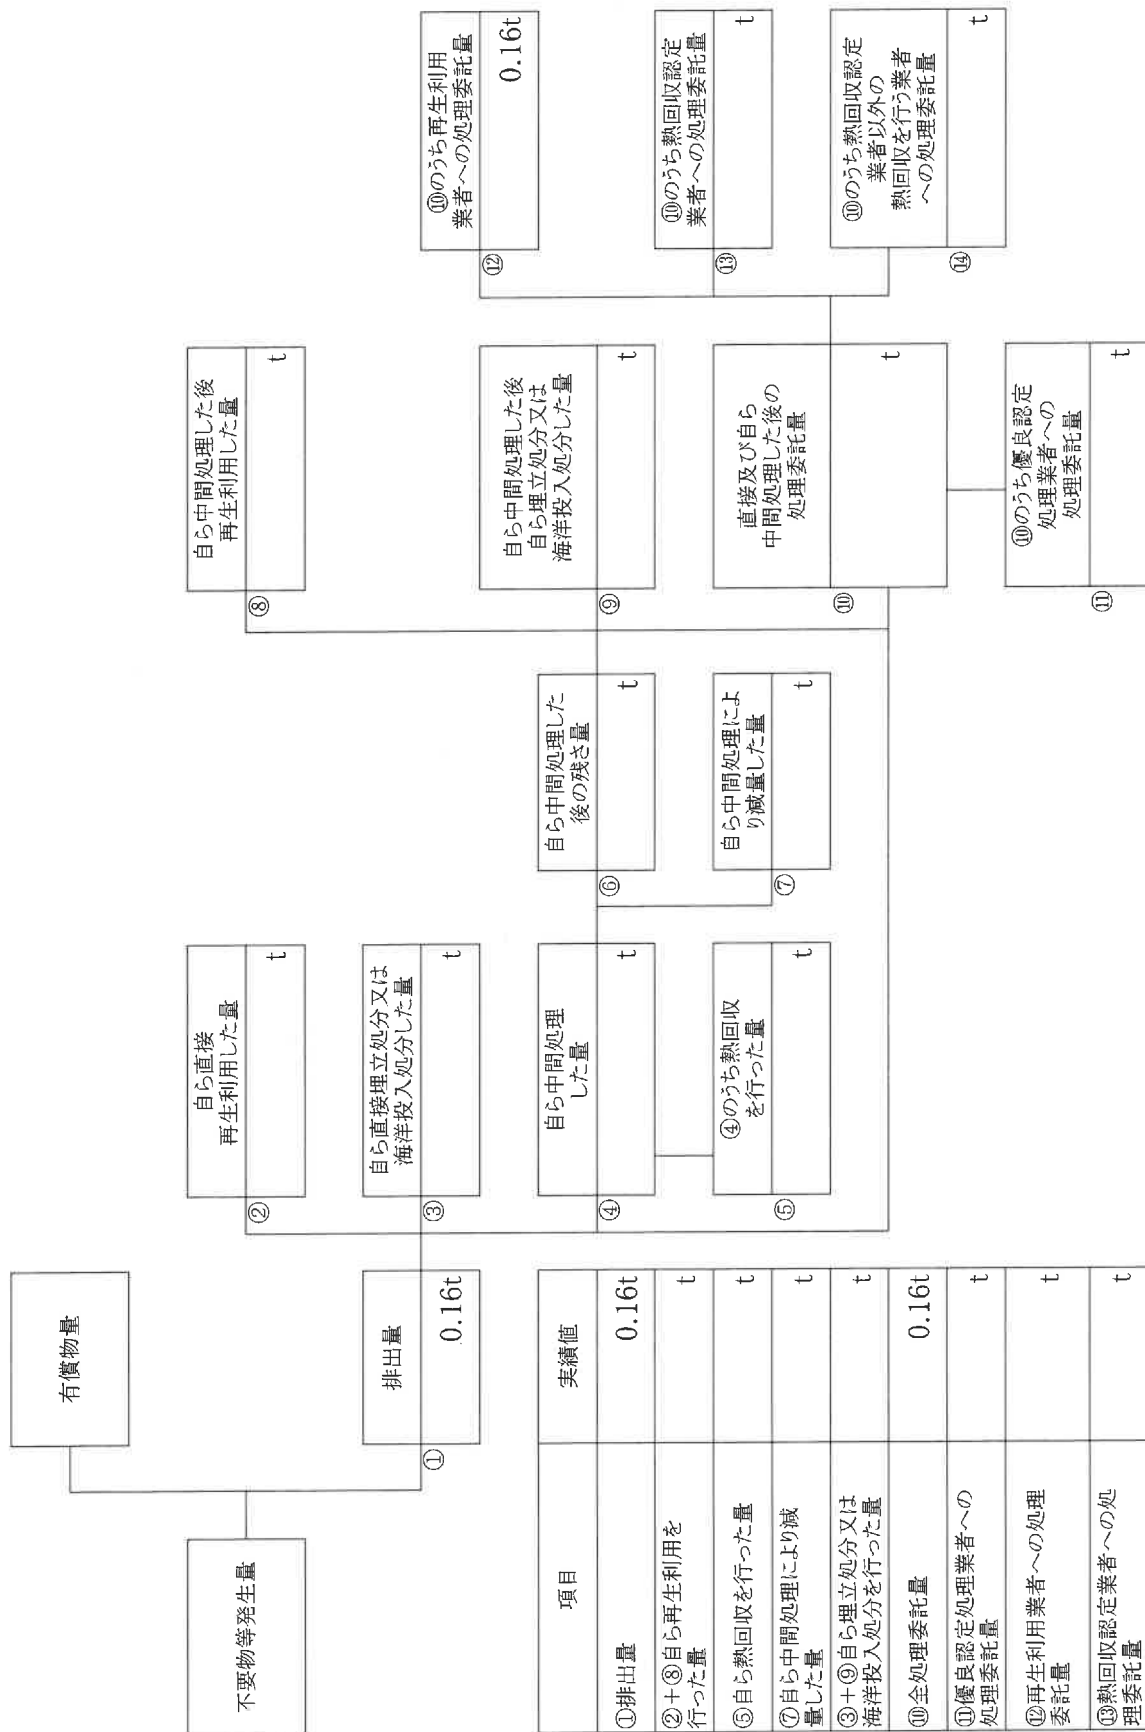 不要物等発生量
有償物量
①
排出量
0.16t
②
自ら直接
再生利用した量
t
③
自ら直接埋立処分又は
海洋投入処分した量
t
④
自ら中間処理
した量
t
⑤
④のうち熱回収
を行った量
t
⑥
自ら中間処理した
後の残さ量
t
⑦
自ら中間処理によ
り減量した量
t
⑧
自ら中間処理した後
再生利用した量
t
⑨
自ら中間処理した後
自ら埋立処分又は
海洋投入処分した量
t
⑩
直接及び自ら
中間処理した後の
処理委託量
t
⑪
⑩のうち優良認定
処理業者への
処理委託量
t
⑫
⑩のうち再生利用
業者への処理委託量
0.16t
⑬
⑩のうち熱回収認定
業者への処理委託量
t
⑭
⑩のうち熱回収認定
業者以外の
熱回収を行う業者
への処理委託量
t
項目 実績値
①排出量 0.16t
②+⑧自ら再生利用を
行った量 t
⑤自ら熱回収を行った量 t
⑦自ら中間処理により減
量した量 t
③+⑨自ら埋立処分又は
海洋投入処分を行った量 t
⑩全処理委託量 0.16t
⑪優良認定処理業者への
処理委託量 t
⑫再生利用業者への処理
委託量 t
⑬熱回収認定業者への処
理委託量 t